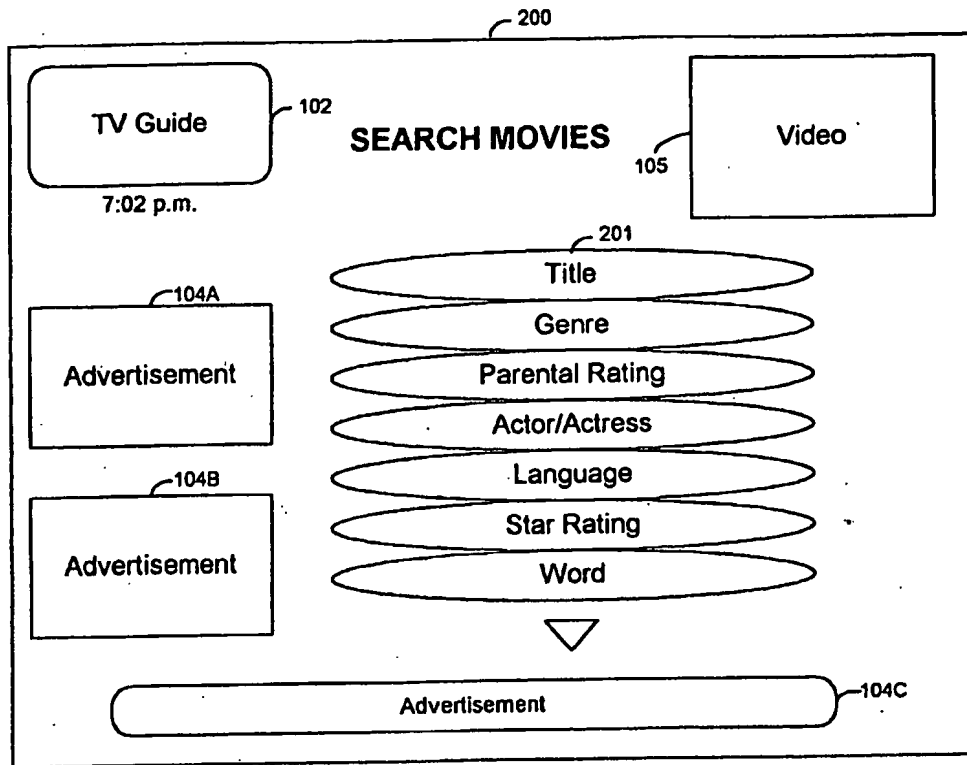 200
TV Guide
102
SEARCH MOVIES
105
Video
7:02 p.m.
201
Title
Genre
Parental Rating
Actor/Actress
Language
Star Rating
Word
104A
Advertisement
104B
Advertisement
Advertisement
104C